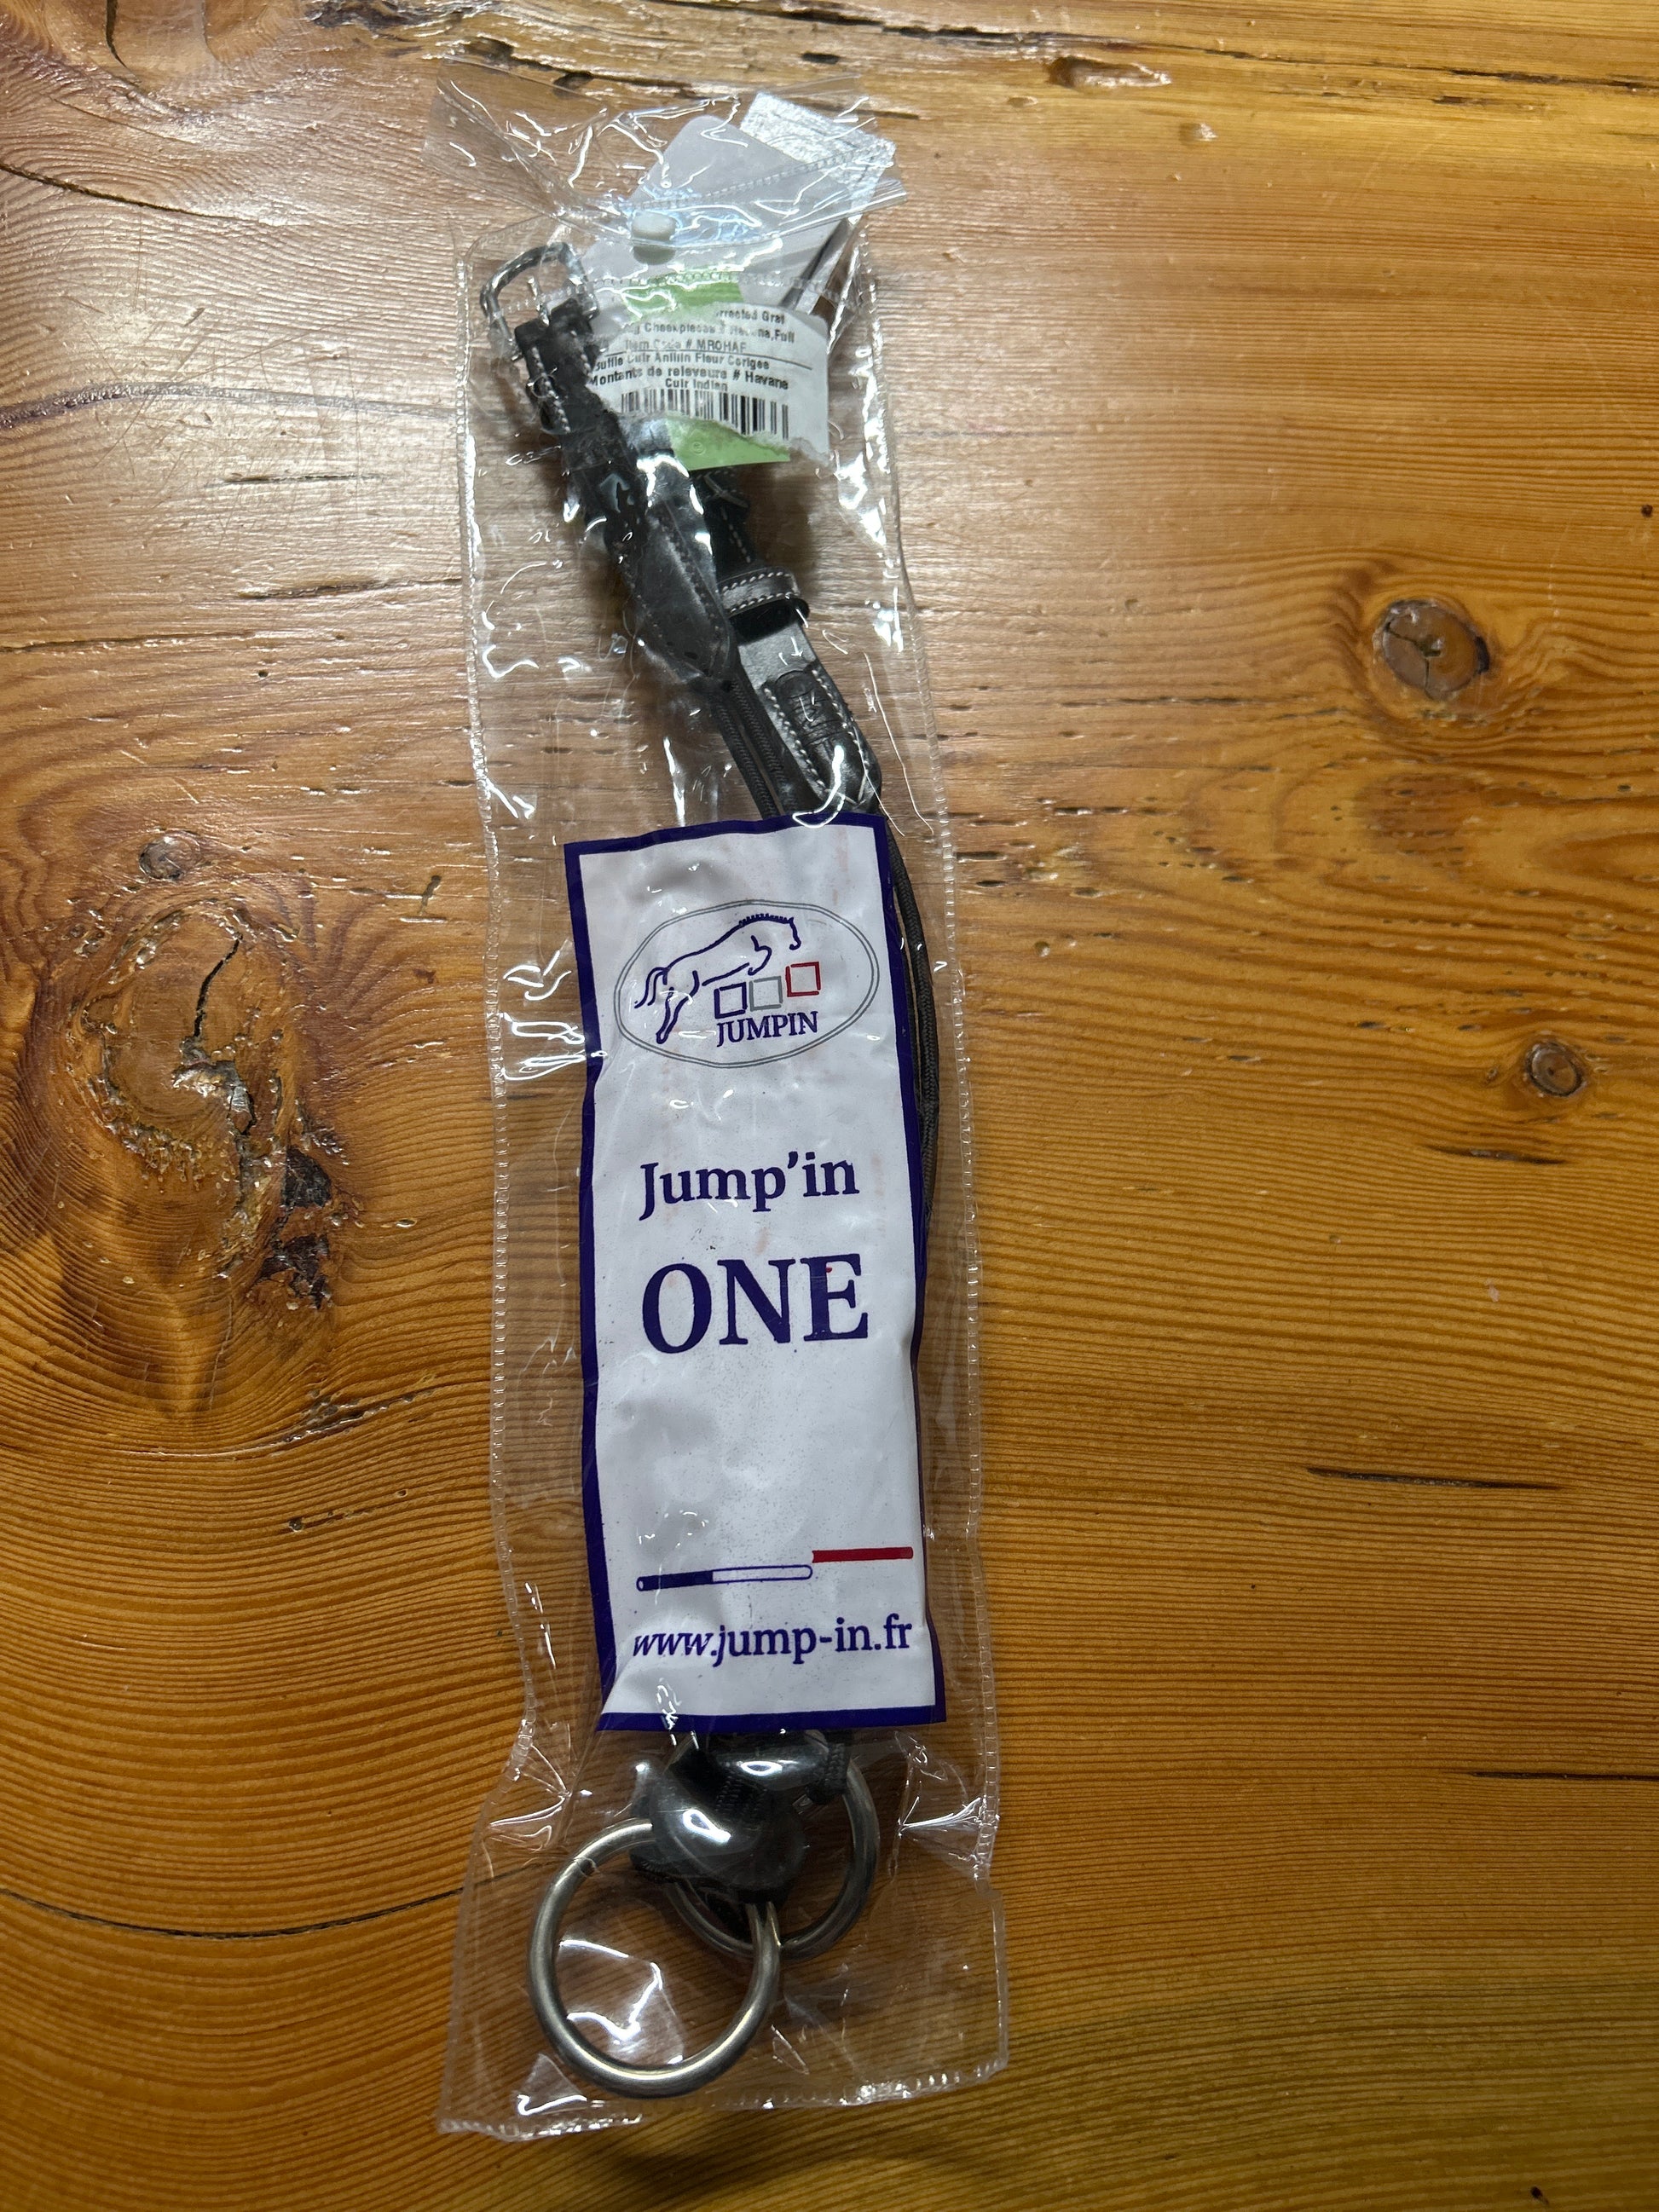 rrected Grai
Cheekpieces # Havana,Full
Item Code # MROHAF
Buffle Cuir Anilin Fleur Coriges
Montants de releveurs # Havane
Cuir Indien
JUMPIN
Jump'in
ONE
www.jump-in.fr